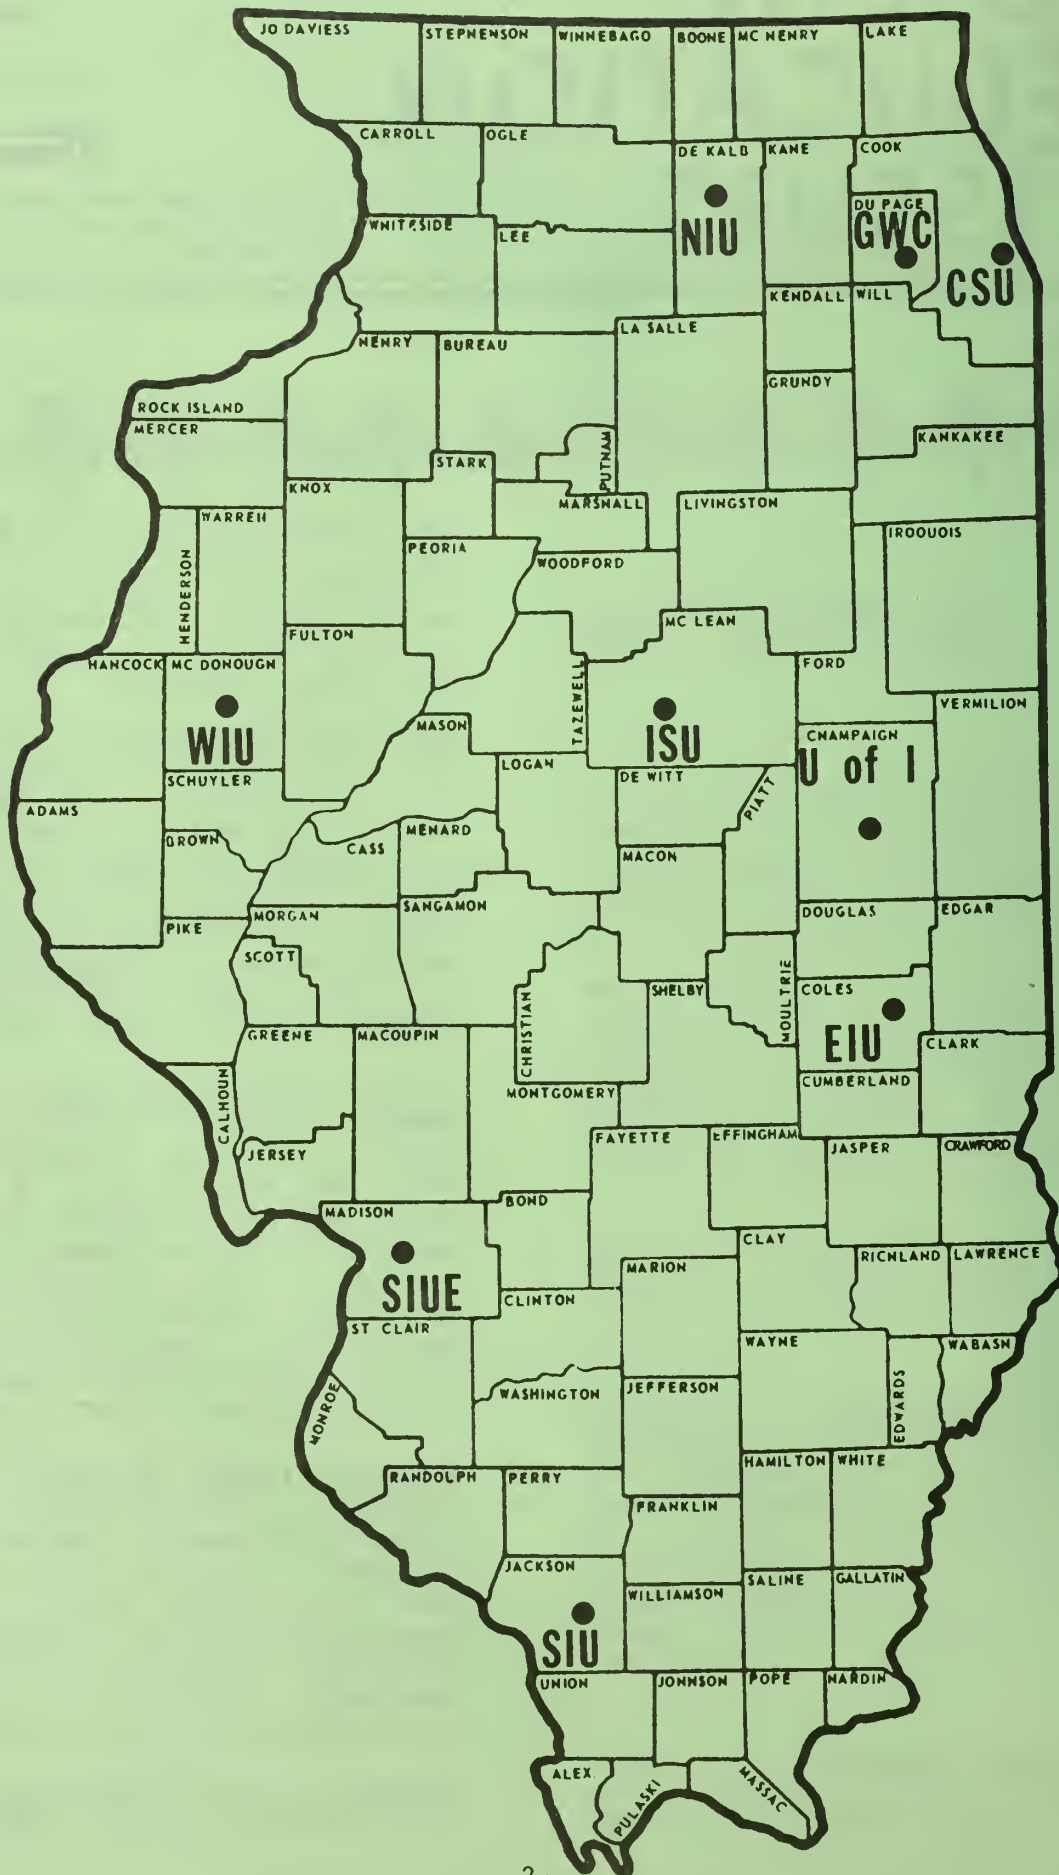 JO DAVIESS
STEPHENSON
WINNEBAGO
BOONE
MC HENRY
LAKE
CARROLL
OGLE
DE KALB
KANE
COOK
NIU
DU PAGE
GWC
CSU
WHITESIDE
LEE
KENDALL
WILL
LA SALLE
HENRY
BUREAU
GRUNDY
ROCK ISLAND
MERCER
PUTNAM
KANKAKEE
STARK
KNOX
MARSHALL
LIVINGSTON
WARREN
HENDERSON
PEORIA
WOODFORD
IROQUOIS
FULTON
MC LEAN
HANCOCK
MC DONOUGH
TAZEWELL
FORD
VERMILION
WIU
MASON
ISU
CHAMPAIGN
U of I
SCHUYLER
LOGAN
DE WITT
PIATT
ADAMS
BROWN
CASS
MENARD
MACON
PIKE
MORGAN
SANGAMON
DOUGLAS
EDGAR
SCOTT
CHRISTIAN
SHELBY
MOULTRIE
COLES
EIU
GREENE
MACOUPIN
CLARK
CALHOUN
MONTGOMERY
CUMBERLAND
JERSEY
FAYETTE
EFFINGHAM
JASPER
CRAWFORD
MADISON
BOND
CLAY
SIUE
MARION
RICHLAND
LAWRENCE
CLINTON
ST CLAIR
WAYNE
WABASH
MONROE
WASHINGTON
JEFFERSON
EDWARDS
RANDOLPH
PERRY
HAMILTON
WHITE
FRANKLIN
JACKSON
WILLIAMSON
SALINE
GALLATIN
SIU
UNION
JOHNSON
POPE
HARDIN
ALEX.
PULASKI
MASSAC
2